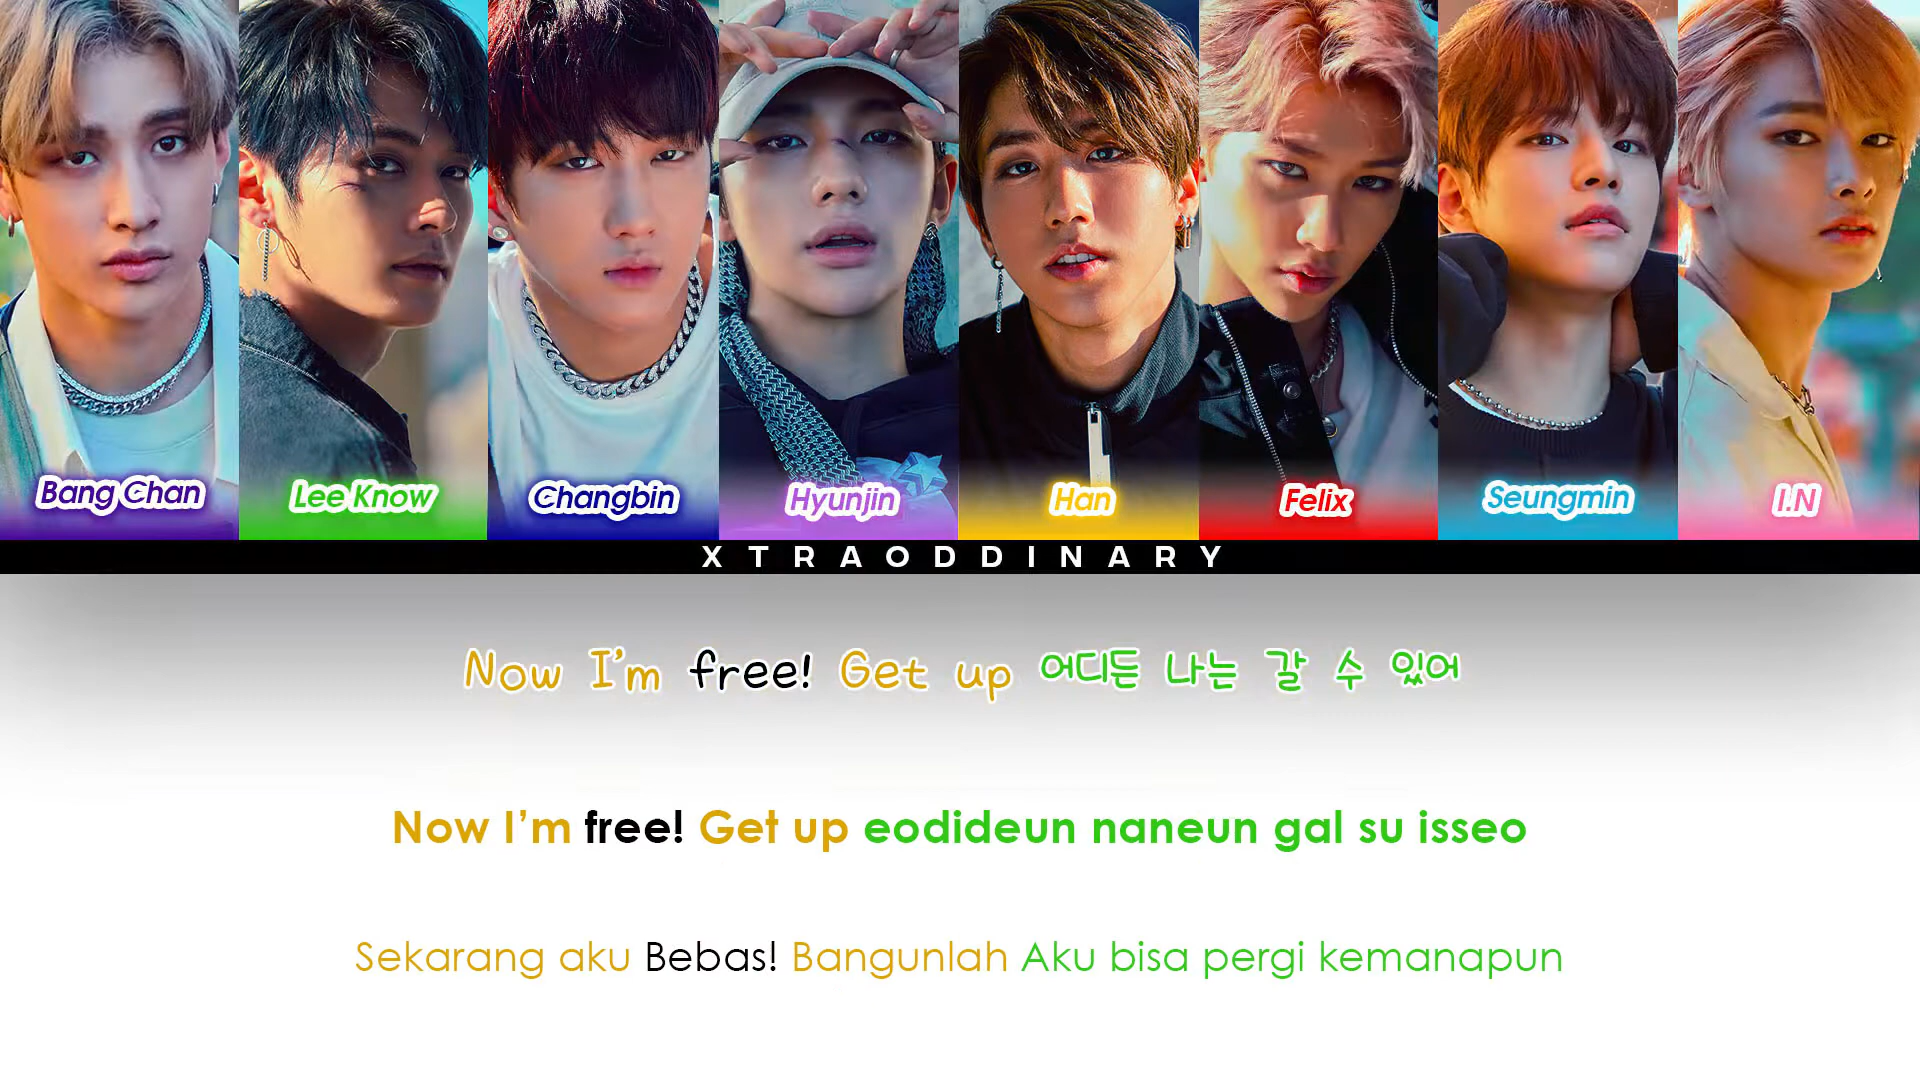 Bang Chan
Lee Know
Changbin
Hyunjin
Han
Felix
Seungmin
I.N
XTRAODDINARY
Now I'm free! Get up 어디든 나는 갈 수 있어
Now I'm free! Get up eodideun naneun gal su isseo
Sekarang aku Bebas! Bangunlah Aku bisa pergi kemanapun